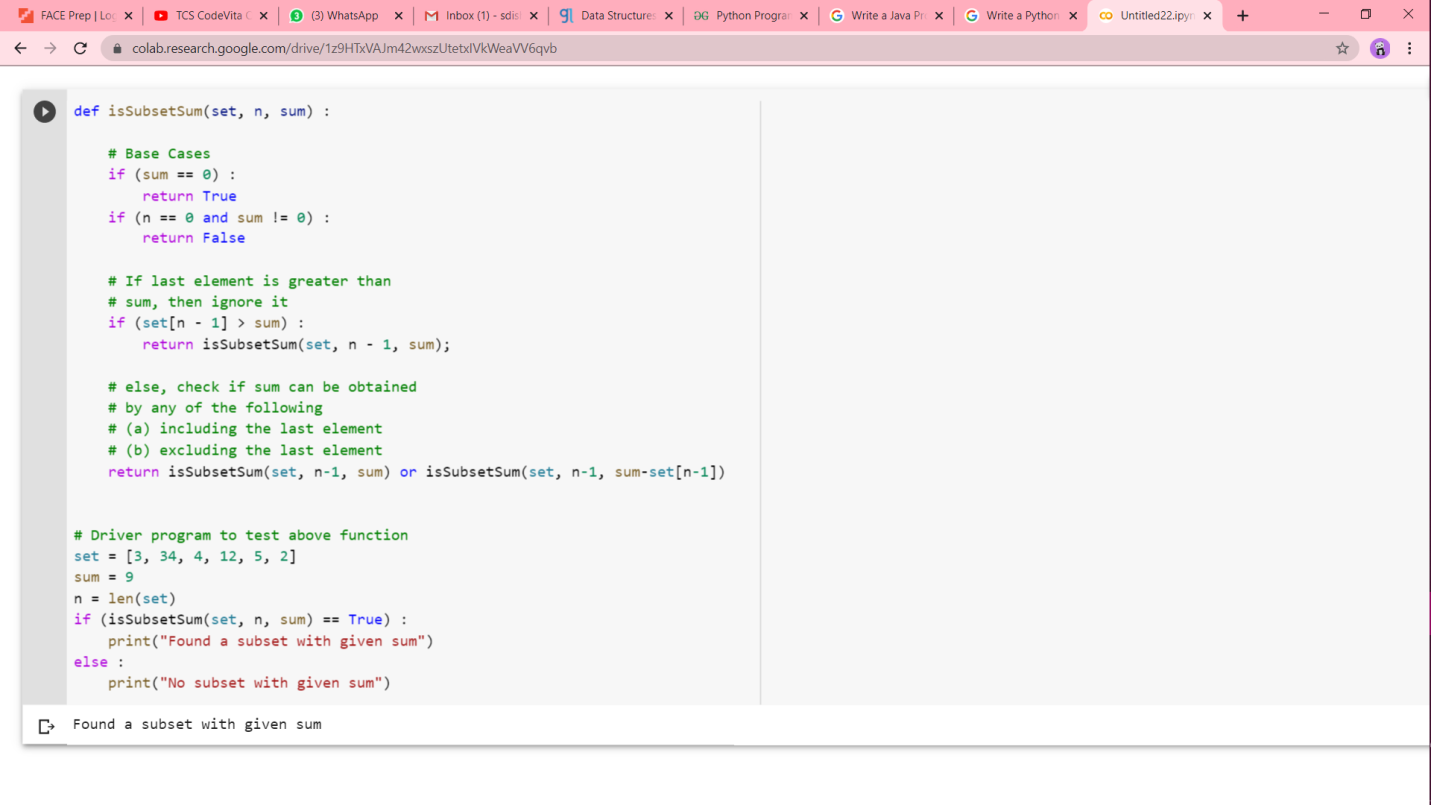 FACE Prep | Log
TCS CodeVita
(3) WhatsApp
Inbox (1) - sdis
Data Structures
Python Program
Write a Java Pr
Write a Python
Untitled22.ipyn
colab.research.google.com/drive/1z9HTxVAJm42wxszUtetxIVkWeaVV6qvb
def isSubsetSum(set, n, sum) :
# Base Cases
if (sum == 0) :
return True
if (n == 0 and sum != 0) :
return False
# If last element is greater than
# sum, then ignore it
if (set[n - 1] > sum) :
return isSubsetSum(set, n - 1, sum);
# else, check if sum can be obtained
# by any of the following
# (a) including the last element
# (b) excluding the last element
return isSubsetSum(set, n-1, sum) or isSubsetSum(set, n-1, sum-set[n-1])
# Driver program to test above function
set = [3, 34, 4, 12, 5, 2]
sum = 9
n = len(set)
if (isSubsetSum(set, n, sum) == True) :
print("Found a subset with given sum")
else :
print("No subset with given sum")
Found a subset with given sum